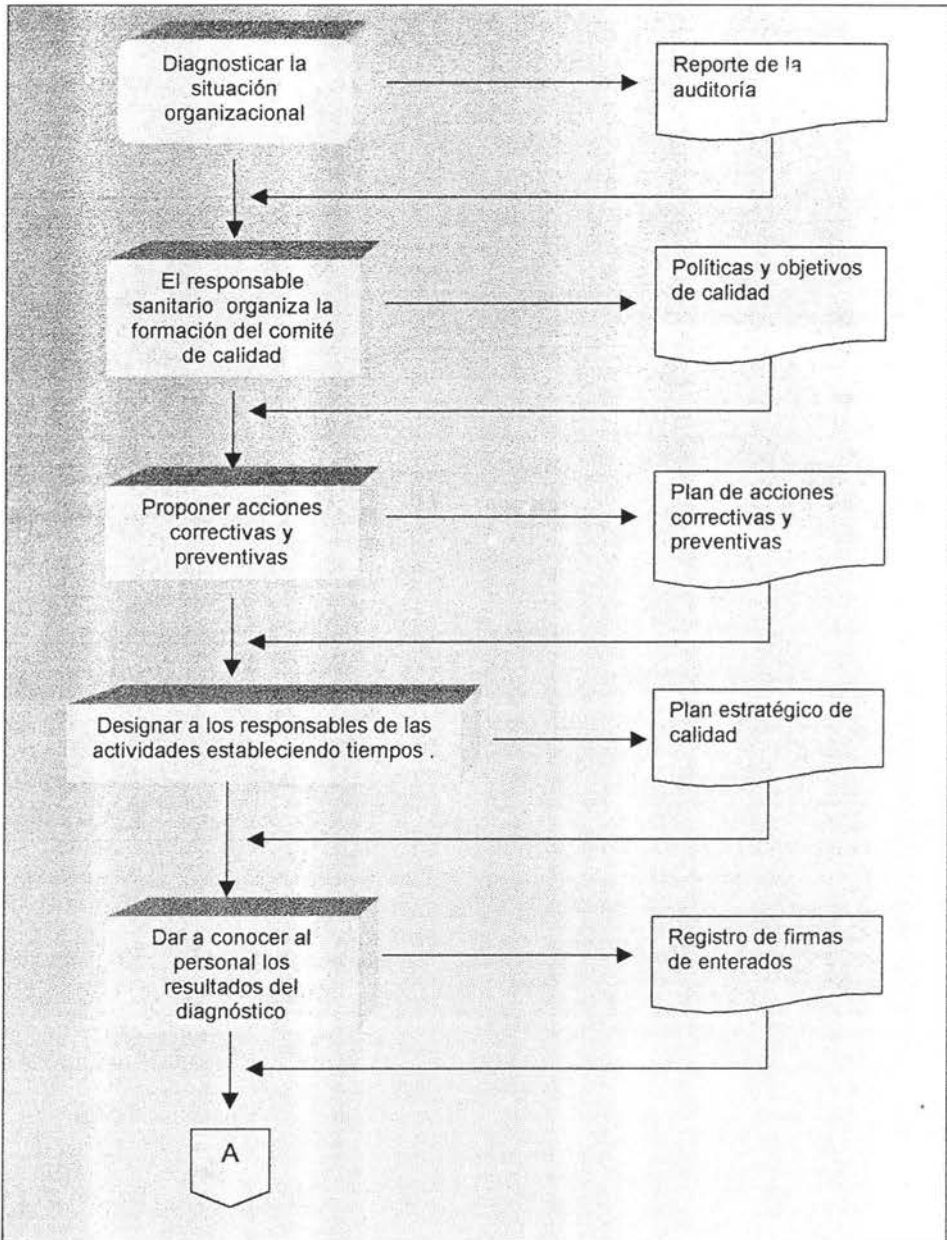 Diagnosticar la
situación
organizacional
Reporte de la
auditoría
El responsable
sanitario organiza la
formación del comité
de calidad
Políticas y objetivos
de calidad
Proponer acciones
correctivas y
preventivas
Plan de acciones
correctivas y
preventivas
Designar a los responsables de las
actividades estableciendo tiempos .
Plan estratégico de
calidad
Dar a conocer al
personal los
resultados del
diagnóstico
Registro de firmas
de enterados
A